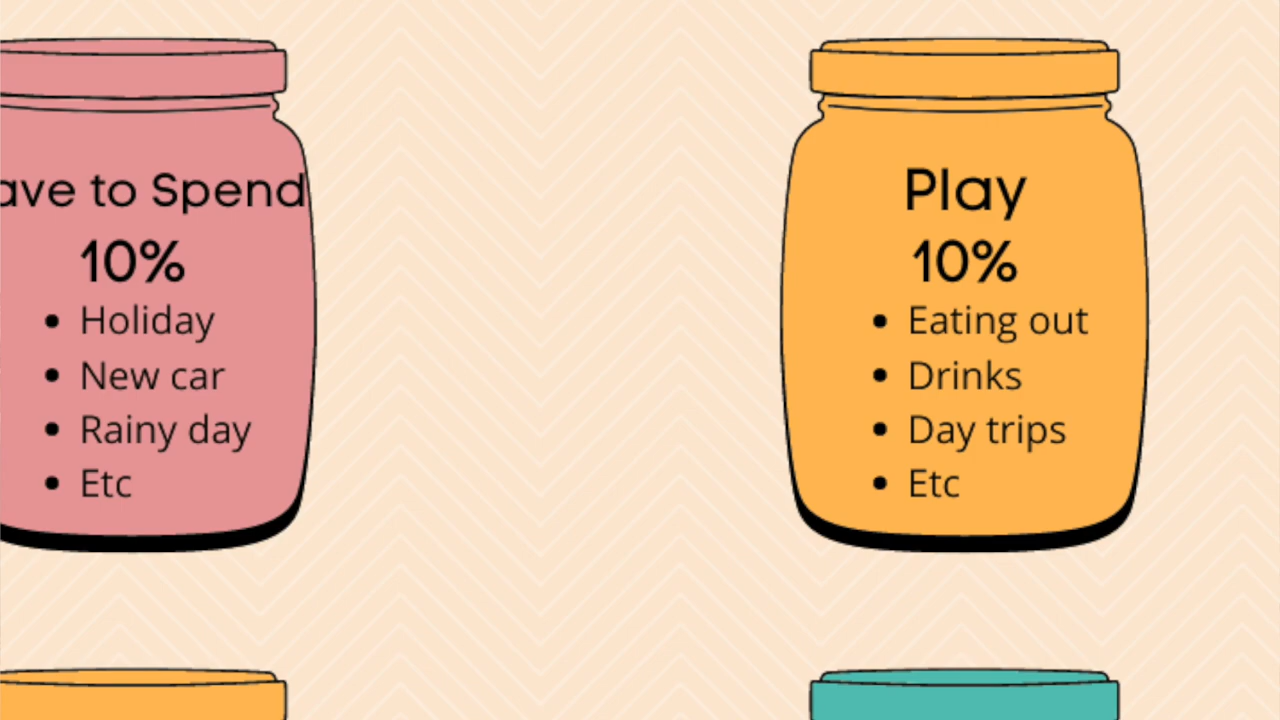 ave to Spend
10%
• Holiday
• New car
• Rainy day
• Etc
Play
10%
• Eating out
• Drinks
• Day trips
• Etc